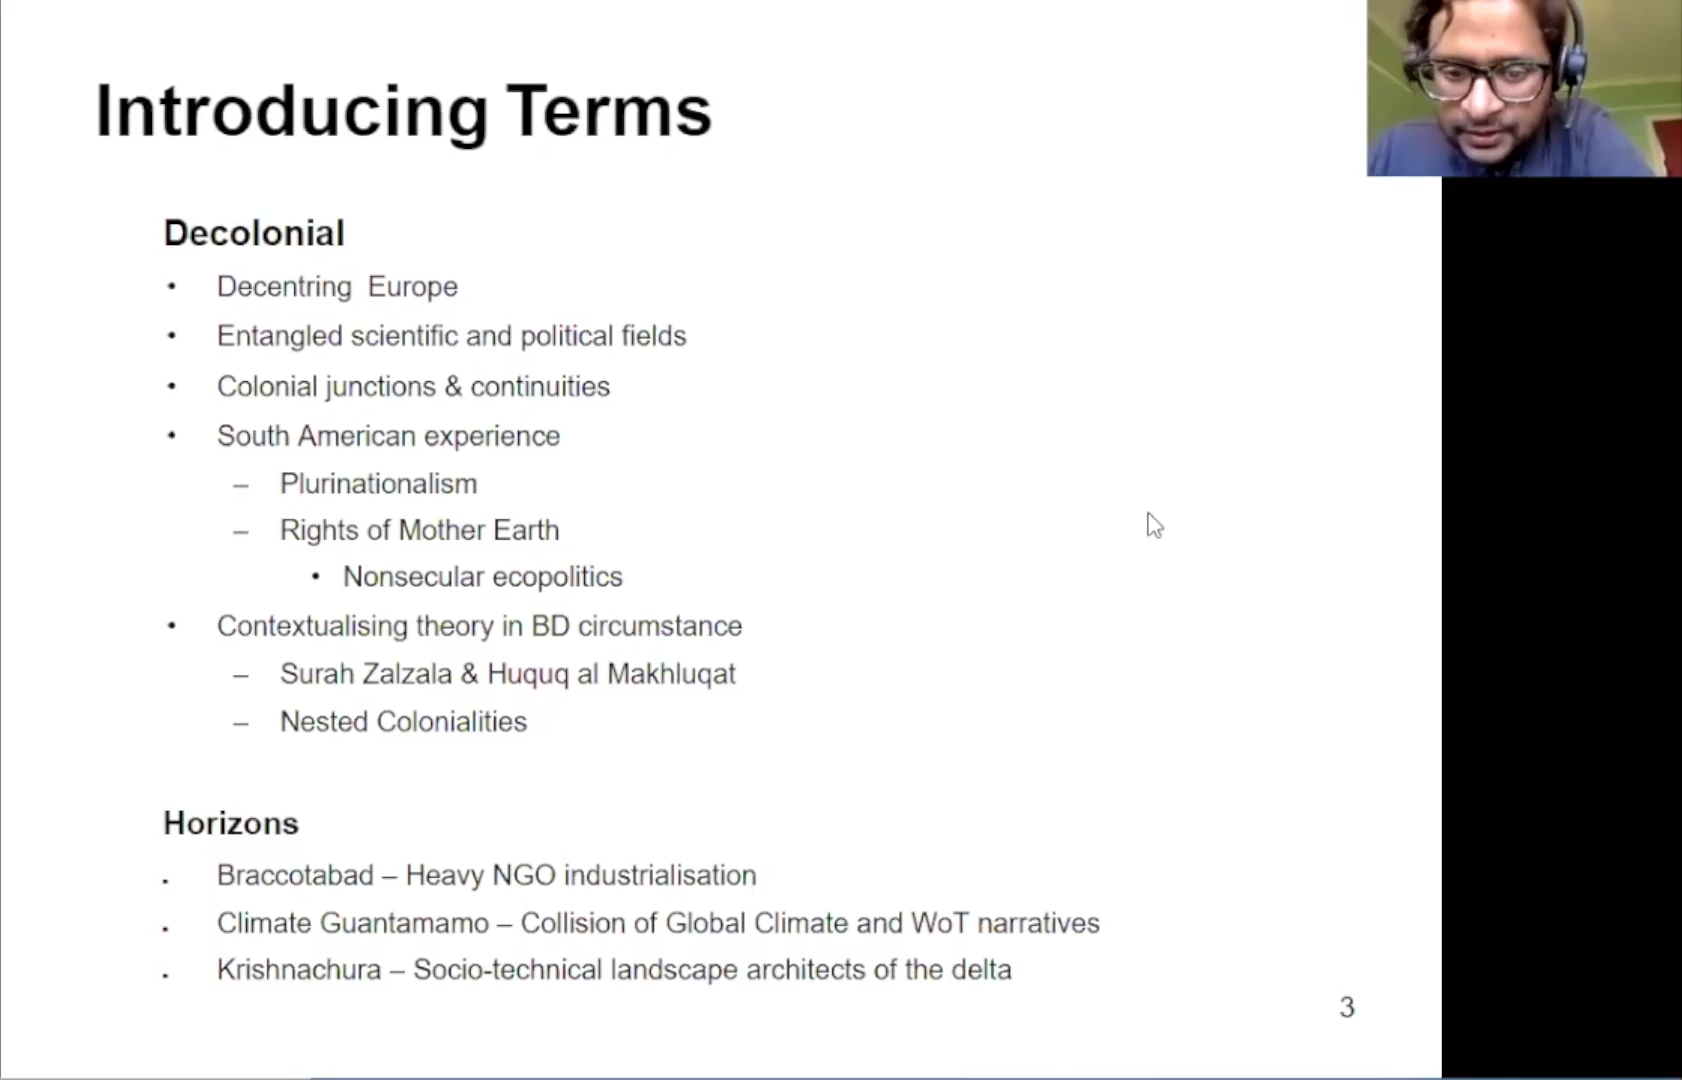 Introducing Terms
Decolonial
• Decentring Europe
• Entangled scientific and political fields
• Colonial junctions & continuities
• South American experience
– Plurinationalism
– Rights of Mother Earth
• Nonsecular ecopolitics
• Contextualising theory in BD circumstance
– Surah Zalzala & Huquq al Makhluqat
– Nested Colonialities
Horizons
. Braccotabad – Heavy NGO industrialisation
. Climate Guantamamo – Collision of Global Climate and WoT narratives
. Krishnachura – Socio-technical landscape architects of the delta
3